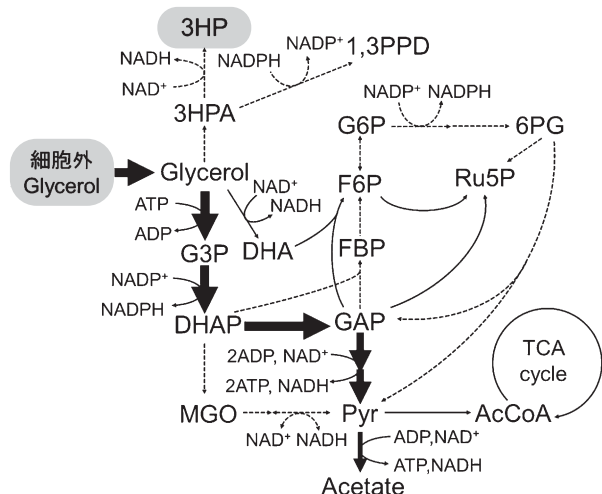 3HP
NADH
NAD⁺
NADPH
NADP⁺
1,3PPD
3HPA
NADP⁺
NADPH
G6P
6PG
細胞外
Glycerol
Glycerol
NAD⁺
NADH
F6P
Ru5P
ATP
ADP
G3P
DHA
FBP
NADP⁺
NADPH
DHAP
GAP
2ADP, NAD⁺
2ATP, NADH
TCA
cycle
MGO
NAD⁺ NADH
Pyr
AcCoA
ADP,NAD⁺
ATP,NADH
Acetate